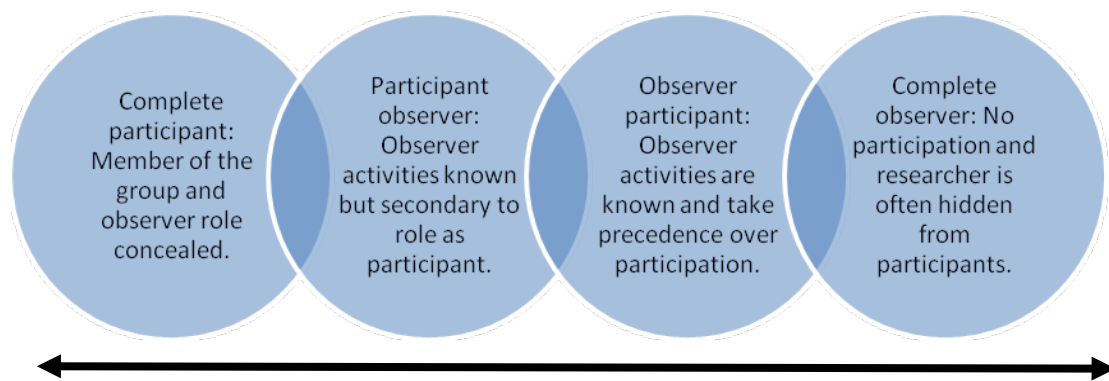 Complete
participant:
Member of the
group and
observer role
concealed.
Participant
observer:
Observer
activities known
but secondary to
role as
participant.
Observer
participant:
Observer
activities are
known and take
precedence over
participation.
Complete
observer: No
participation and
researcher is
often hidden
from
participants.